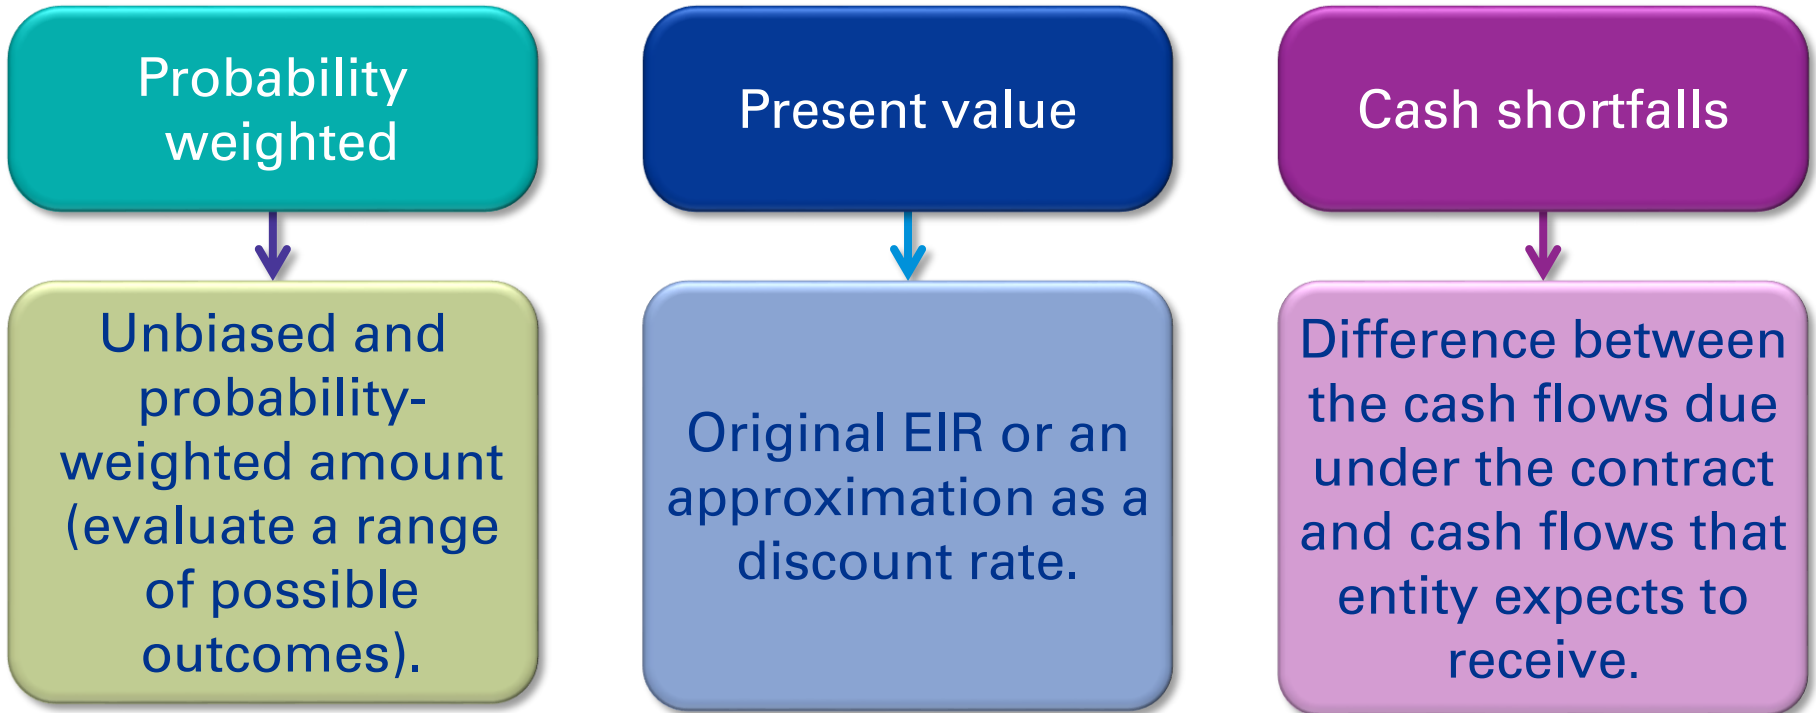 Probability
weighted
Unbiased and
probability-
weighted amount
(evaluate a range
of possible
outcomes).
Present value
Original EIR or an
approximation as a
discount rate.
Cash shortfalls
Difference between
the cash flows due
under the contract
and cash flows that
entity expects to
receive.